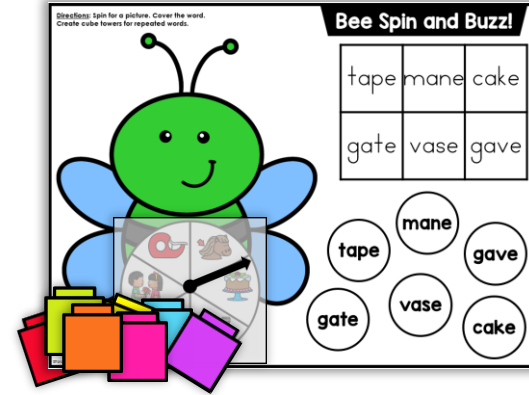 Directions: Spin for a picture. Cover the word.
Create cube towers for repeated words.
Bee Spin and Buzz!
tape mane cake
gate vase gave
mane
tape
gave
vase
gate
cake